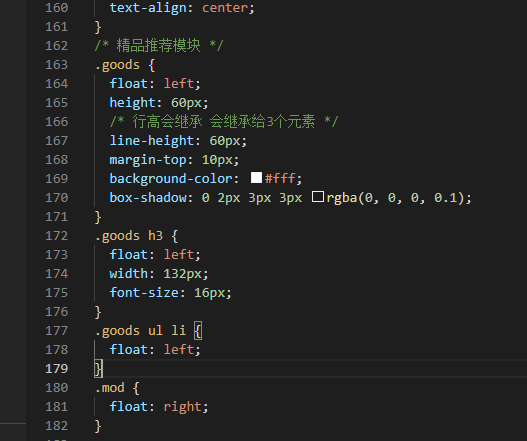 160 text-align: center;
161 }
162 /* 精品推荐模块 */
163 .goods {
164 float: left;
165 height: 60px;
166 /* 行高会继承 会继承给3个元素 */
167 line-height: 60px;
168 margin-top: 10px;
169 background-color: #fff;
170 box-shadow: 0 2px 3px 3px rgba(0, 0, 0, 0.1);
171 }
172 .goods h3 {
173 float: left;
174 width: 132px;
175 font-size: 16px;
176 }
177 .goods ul li {
178 float: left;
179 }
180 .mod {
181 float: right;
182 }